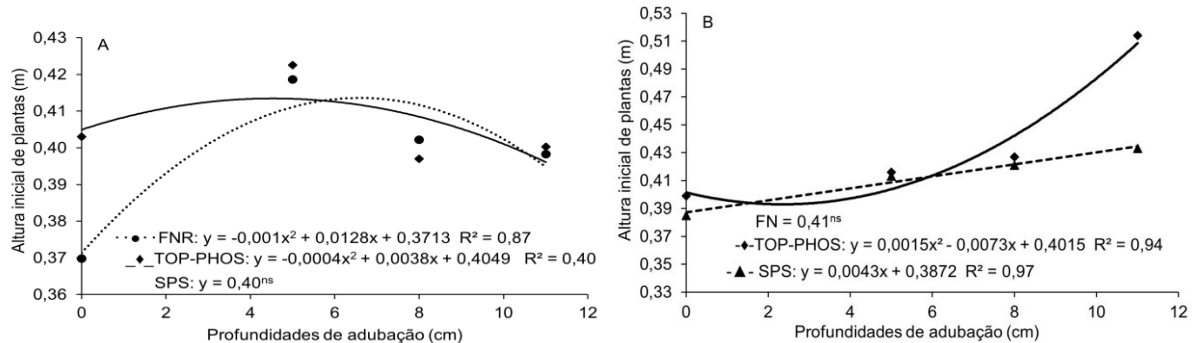 A
Altura inicial de plantas (m)
0,43
0,42
0,41
0,40
0,39
0,38
0,37
0,36
FNR: y = -0,001x² + 0,0128x + 0,3713 R² = 0,87
TOP-PHOS: y = -0,0004x² + 0,0038x + 0,4049 R² = 0,40
SPS: y = 0,40ⁿˢ
0 2 4 6 8 10 12
Profundidades de adubação (cm)
B
Altura inicial de plantas (m)
0,53
0,51
0,49
0,47
0,45
0,43
0,41
0,39
0,37
0,35
0,33
FN = 0,41ⁿˢ
TOP-PHOS: y = 0,0015x² - 0,0073x + 0,4015 R² = 0,94
SPS: y = 0,0043x + 0,3872 R² = 0,97
0 2 4 6 8 10 12
Profundidades de adubação (cm)